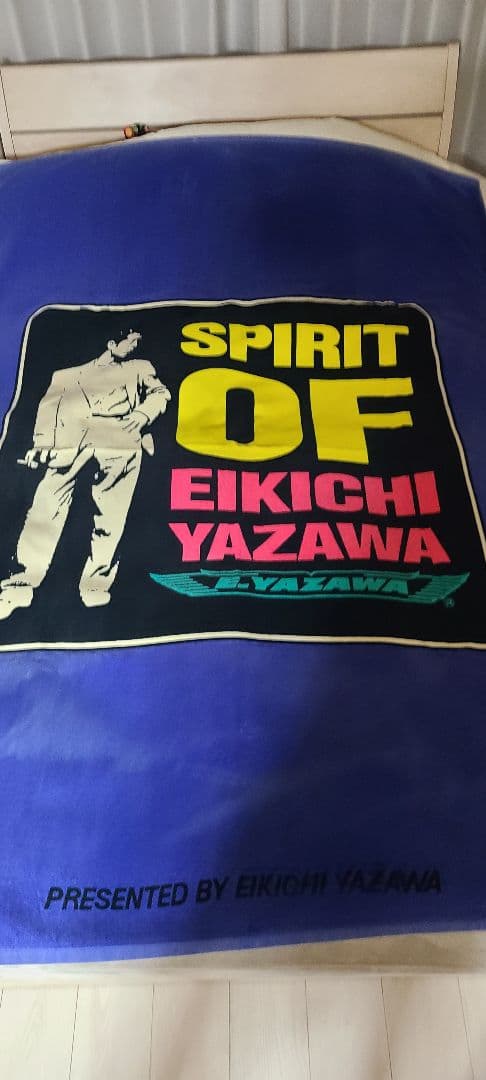 SPIRIT
OF
EIKICHI
YAZAWA
E.YAZAWA
®
PRESENTED BY EIKICHI YAZAWA